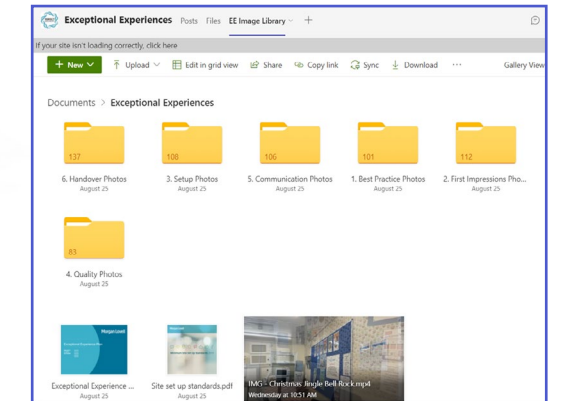 Exceptional Experiences Posts Files EE Image Library
If your site isn't loading correctly, click here
+ New Upload Edit in grid view Share Copy link Sync Download ... Gallery View
Documents > Exceptional Experiences
137 108 106 101 112
6. Handover Photos 3. Setup Photos 5. Communication Photos 1. Best Practice Photos 2. First Impressions Pho...
August 25 August 25 August 25 August 25 August 25
83
4. Quality Photos
August 25
Exceptional Experience ... Site set up standards.pdf IMG - Christmas Jingle Bell Rock.mp4
August 25 August 25 Wednesday at 10:51 AM